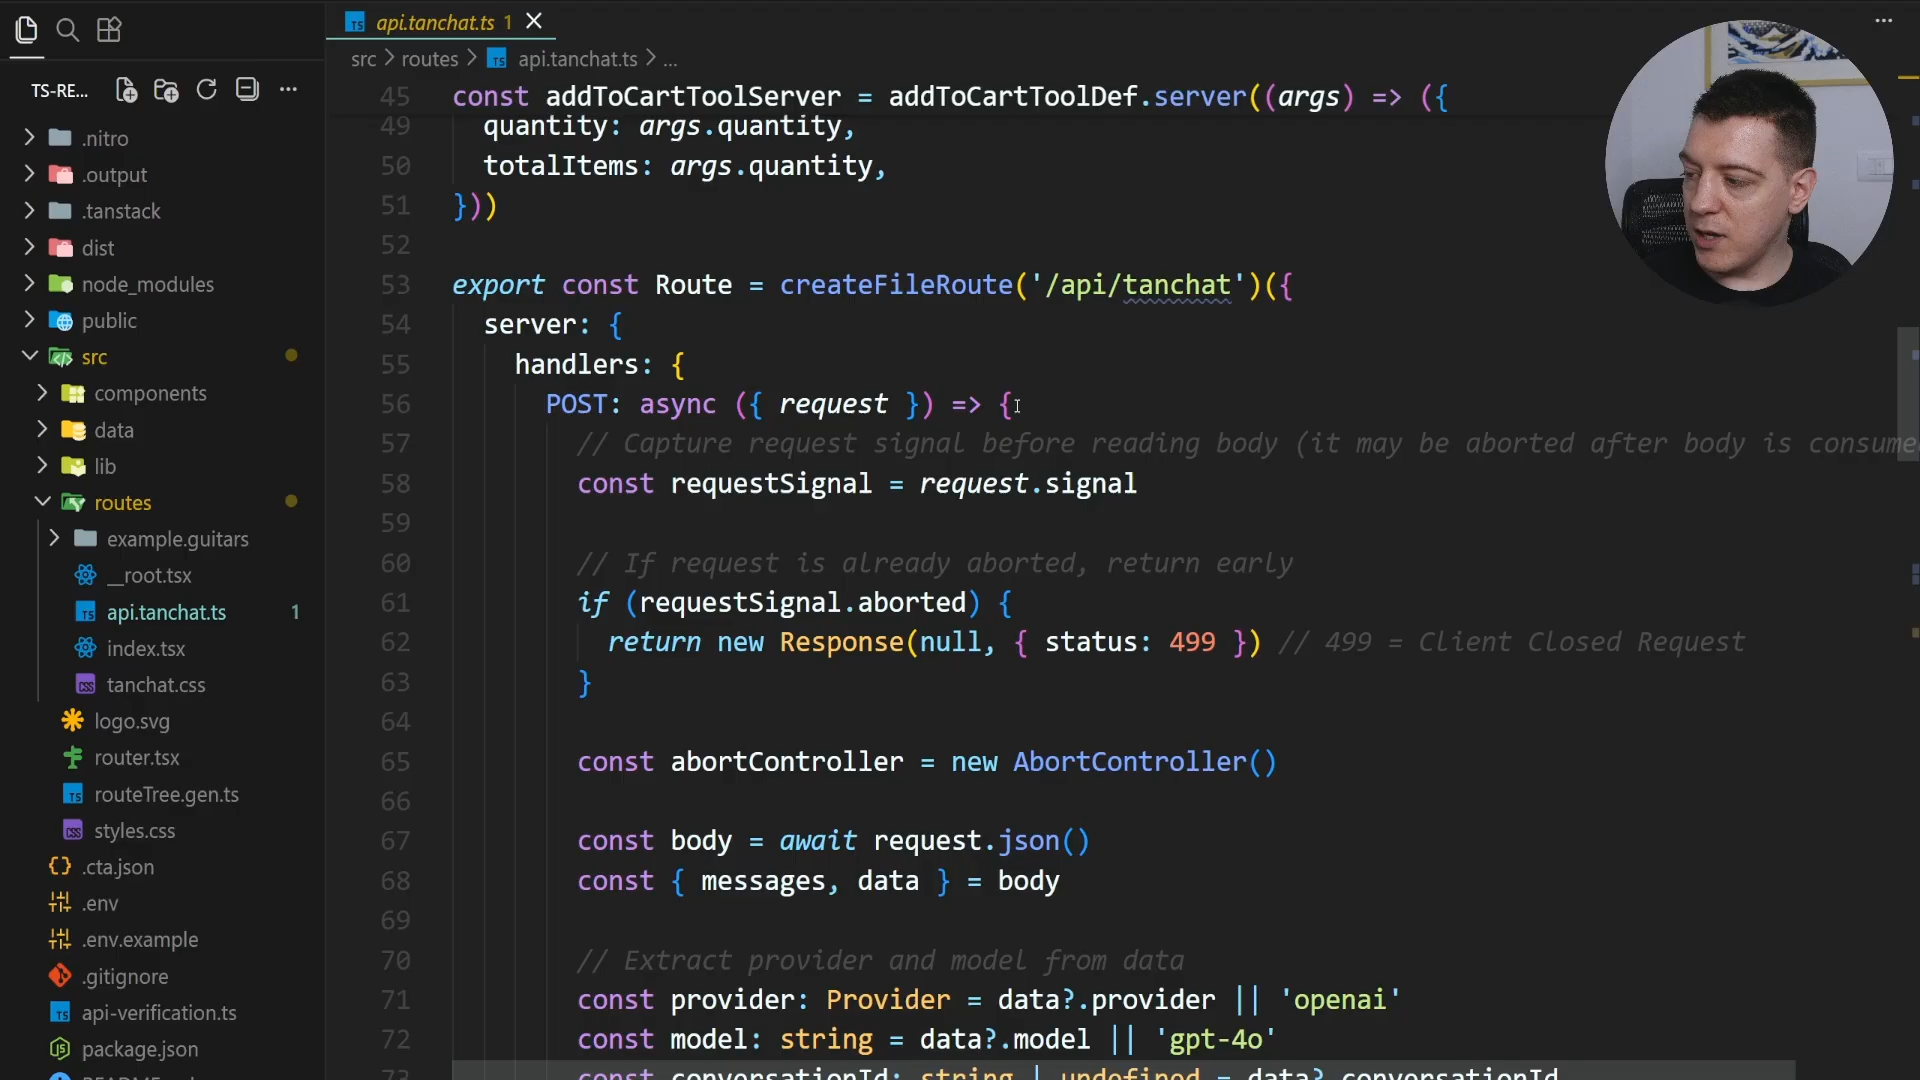 api.tanchat.ts 1
src > routes > api.tanchat.ts > ...
TS-RE...
.nitro
.output
.tanstack
dist
node_modules
public
src
components
data
lib
routes
example.guitars
__root.tsx
api.tanchat.ts 1
index.tsx
tanchat.css
logo.svg
router.tsx
routeTree.gen.ts
styles.css
.cta.json
.env
.env.example
.gitignore
api-verification.ts
package.json
45 const addToCartToolServer = addToCartToolDef.server((args) => ({
49 quantity: args.quantity,
50 totalItems: args.quantity,
51 }))
52
53 export const Route = createFileRoute('/api/tanchat')({
54 server: {
55 handlers: {
56 POST: async ({ request }) => {
57 // Capture request signal before reading body (it may be aborted after body is consume
58 const requestSignal = request.signal
59
60 // If request is already aborted, return early
61 if (requestSignal.aborted) {
62 return new Response(null, { status: 499 }) // 499 = Client Closed Request
63 }
64
65 const abortController = new AbortController()
66
67 const body = await request.json()
68 const { messages, data } = body
69
70 // Extract provider and model from data
71 const provider: Provider = data?.provider || 'openai'
72 const model: string = data?.model || 'gpt-4o'
73 const conversationId: string | undefined = data?.conversationId